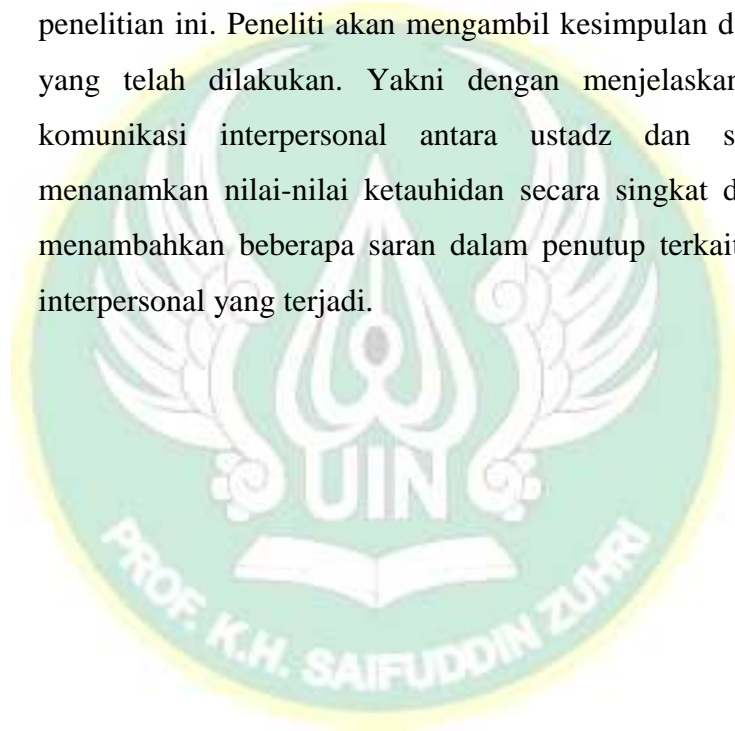 penelitian ini. Peneliti akan mengambil kesimpulan d
yang telah dilakukan. Yakni dengan menjelaskan
komunikasi interpersonal antara ustadz dan s
menanamkan nilai-nilai ketauhidan secara singkat d
menambahkan beberapa saran dalam penutup terkait
interpersonal yang terjadi.
UIN
PROF. K.H. SAIFUDDIN ZUHRI